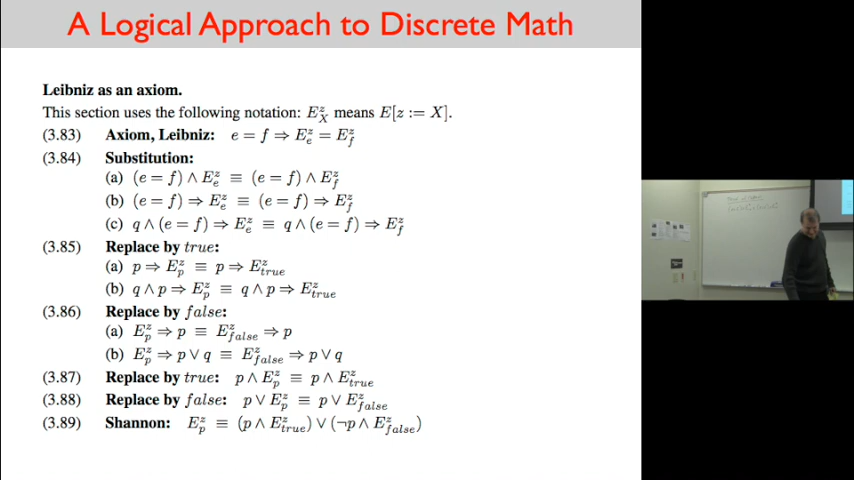 A Logical Approach to Discrete Math
Leibniz as an axiom.
This section uses the following notation: E^z_X means E[z := X].
(3.83) Axiom, Leibniz: e = f ⇒ E^z_e = E^z_f
(3.84) Substitution:
(a) (e = f) ∧ E^z_e ≡ (e = f) ∧ E^z_f
(b) (e = f) ⇒ E^z_e ≡ (e = f) ⇒ E^z_f
(c) q ∧ (e = f) ⇒ E^z_e ≡ q ∧ (e = f) ⇒ E^z_f
(3.85) Replace by true:
(a) p ⇒ E^z_p ≡ p ⇒ E^z_true
(b) q ∧ p ⇒ E^z_p ≡ q ∧ p ⇒ E^z_true
(3.86) Replace by false:
(a) E^z_p ⇒ p ≡ E^z_false ⇒ p
(b) E^z_p ⇒ p ∨ q ≡ E^z_false ⇒ p ∨ q
(3.87) Replace by true: p ∧ E^z_p ≡ p ∧ E^z_true
(3.88) Replace by false: p ∨ E^z_p ≡ p ∨ E^z_false
(3.89) Shannon: E^z_p ≡ (p ∧ E^z_true) ∨ (¬p ∧ E^z_false)